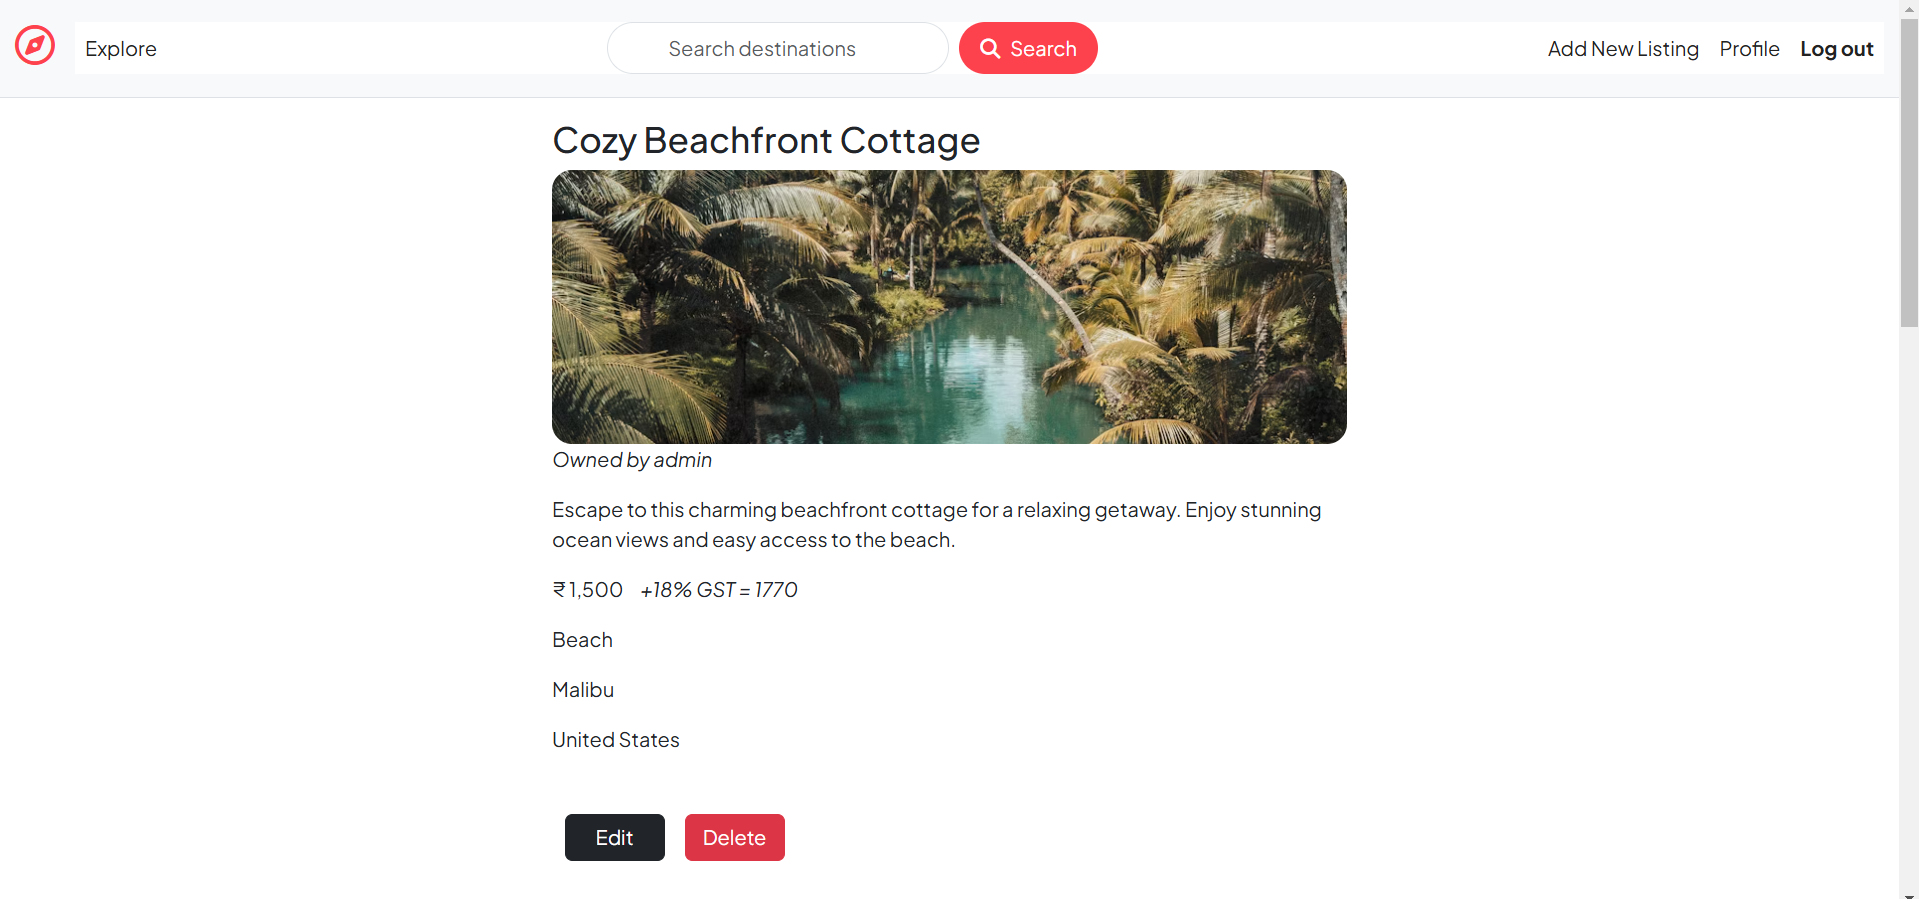 Explore
Search destinations
Search
Add New Listing
Profile
Log out
Cozy Beachfront Cottage
Owned by admin
Escape to this charming beachfront cottage for a relaxing getaway. Enjoy stunning
ocean views and easy access to the beach.
₹ 1,500 +18% GST = 1770
Beach
Malibu
United States
Edit
Delete